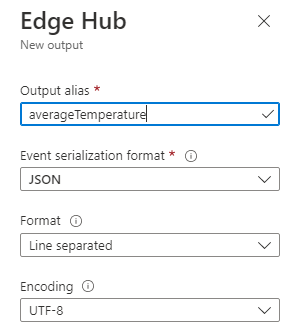 Edge Hub
New output
Output alias *
averageTemperature
Event serialization format *
JSON
Format
Line separated
Encoding
UTF-8